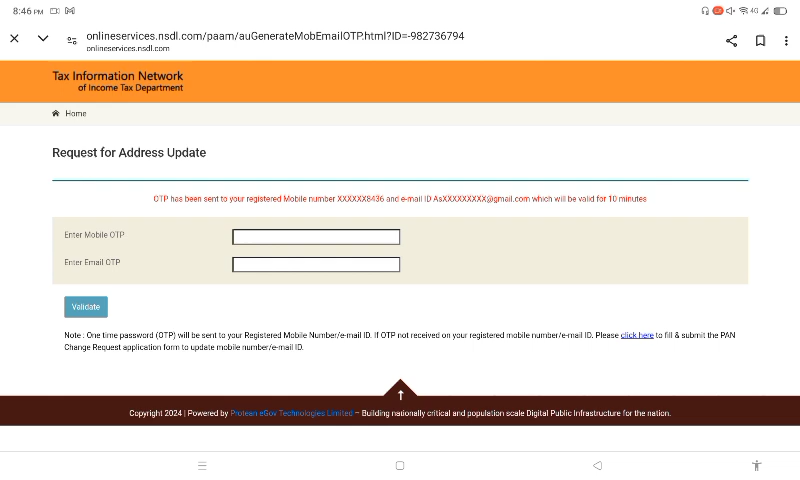 8:46 PM
4G
onlineservices.nsdl.com/paam/auGenerateMobEmailOTP.html?ID=-982736794
onlineservices.nsdl.com
Tax Information Network
of Income Tax Department
Home
Request for Address Update
OTP has been sent to your registered Mobile number XXXXXX8436 and e-mail ID AsXXXXXXXXX@gmail.com which will be valid for 10 minutes
Enter Mobile OTP
Enter Email OTP
Validate
Note : One time password (OTP) will be sent to your Registered Mobile Number/e-mail ID. If OTP not received on your registered mobile number/e-mail ID. Please click here to fill & submit the PAN
Change Request application form to update mobile number/e-mail ID.
Copyright 2024 | Powered by Protean eGov Technologies Limited – Building nationally critical and population scale Digital Public Infrastructure for the nation.